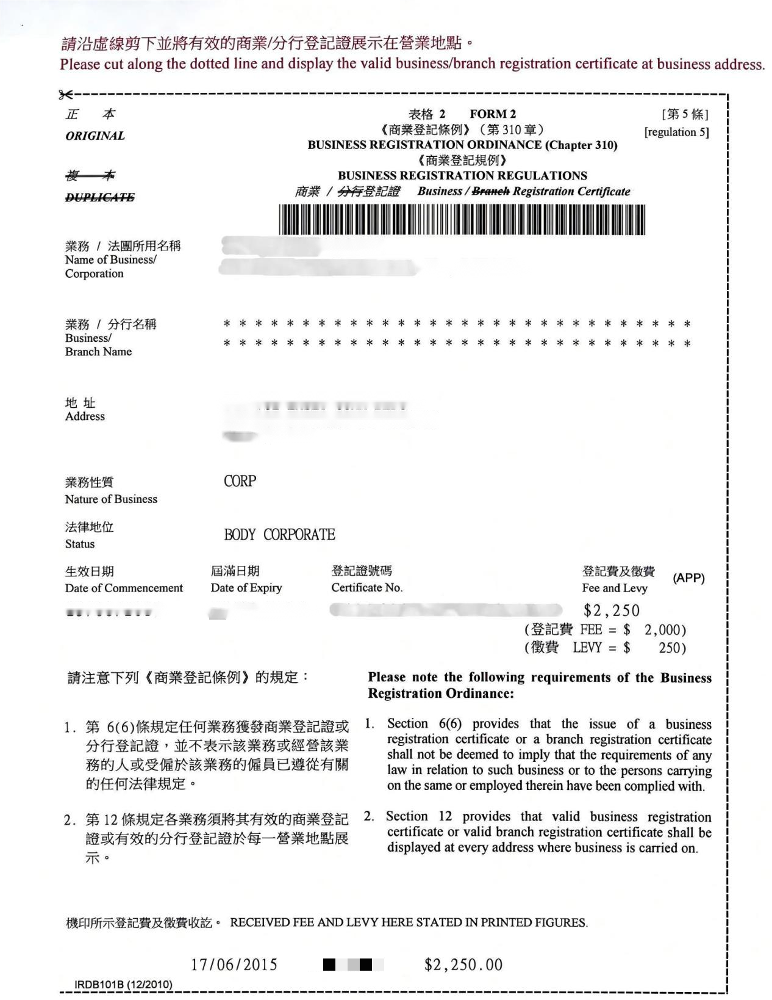 請沿虛線剪下並將有效的商業/分行登記證展示在營業地點。
Please cut along the dotted line and display the valid business/branch registration certificate at business address.
正 本
ORIGINAL
複 本
DUPLICATE
表格 2 FORM 2
《商業登記條例》（第 310 章）
BUSINESS REGISTRATION ORDINANCE (Chapter 310)
《商業登記規例》
BUSINESS REGISTRATION REGULATIONS
商業 / 分行登記證 Business / Branch Registration Certificate
[第 5 條]
[regulation 5]
業務 / 法團所用名稱
Name of Business/
Corporation
業務 / 分行名稱
Business/
Branch Name
* * * * * * * * * * * * * * * * * * * * * * * * * * * * * *
* * * * * * * * * * * * * * * * * * * * * * * * * * * * * *
地 址
Address
業務性質
Nature of Business
CORP
法律地位
Status
BODY CORPORATE
生效日期
Date of Commencement
屆滿日期
Date of Expiry
登記證號碼
Certificate No.
登記費及徵費
Fee and Levy
(APP)
$2,250
(登記費 FEE = $ 2,000)
(徵費 LEVY = $ 250)
請注意下列《商業登記條例》的規定：
1. 第 6(6)條規定任何業務獲發商業登記證或
分行登記證，並不表示該業務或經營該業
務的人或受僱於該業務的僱員已遵從有關
的任何法律規定。
2. 第 12 條規定各業務須將其有效的商業登記
證或有效的分行登記證於每一營業地點展
示。
Please note the following requirements of the Business
Registration Ordinance:
1. Section 6(6) provides that the issue of a business
registration certificate or a branch registration certificate
shall not be deemed to imply that the requirements of any
law in relation to such business or to the persons carrying
on the same or employed therein have been complied with.
2. Section 12 provides that valid business registration
certificate or valid branch registration certificate shall be
displayed at every address where business is carried on.
機印所示登記費及徵費收訖。 RECEIVED FEE AND LEVY HERE STATED IN PRINTED FIGURES.
17/06/2015 $2,250.00
IRDB101B (12/2010)